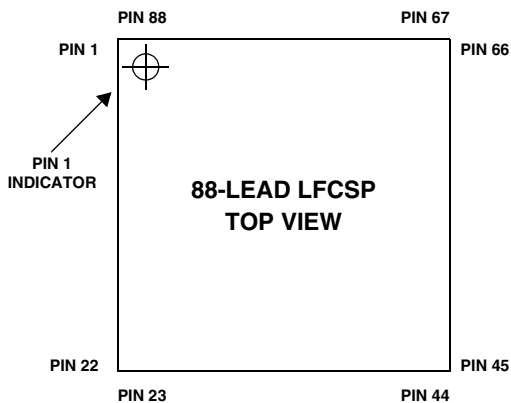 PIN 88
PIN 67
PIN 1
PIN 66
PIN 1
INDICATOR
88-LEAD LFCSP
TOP VIEW
PIN 22
PIN 45
PIN 23
PIN 44